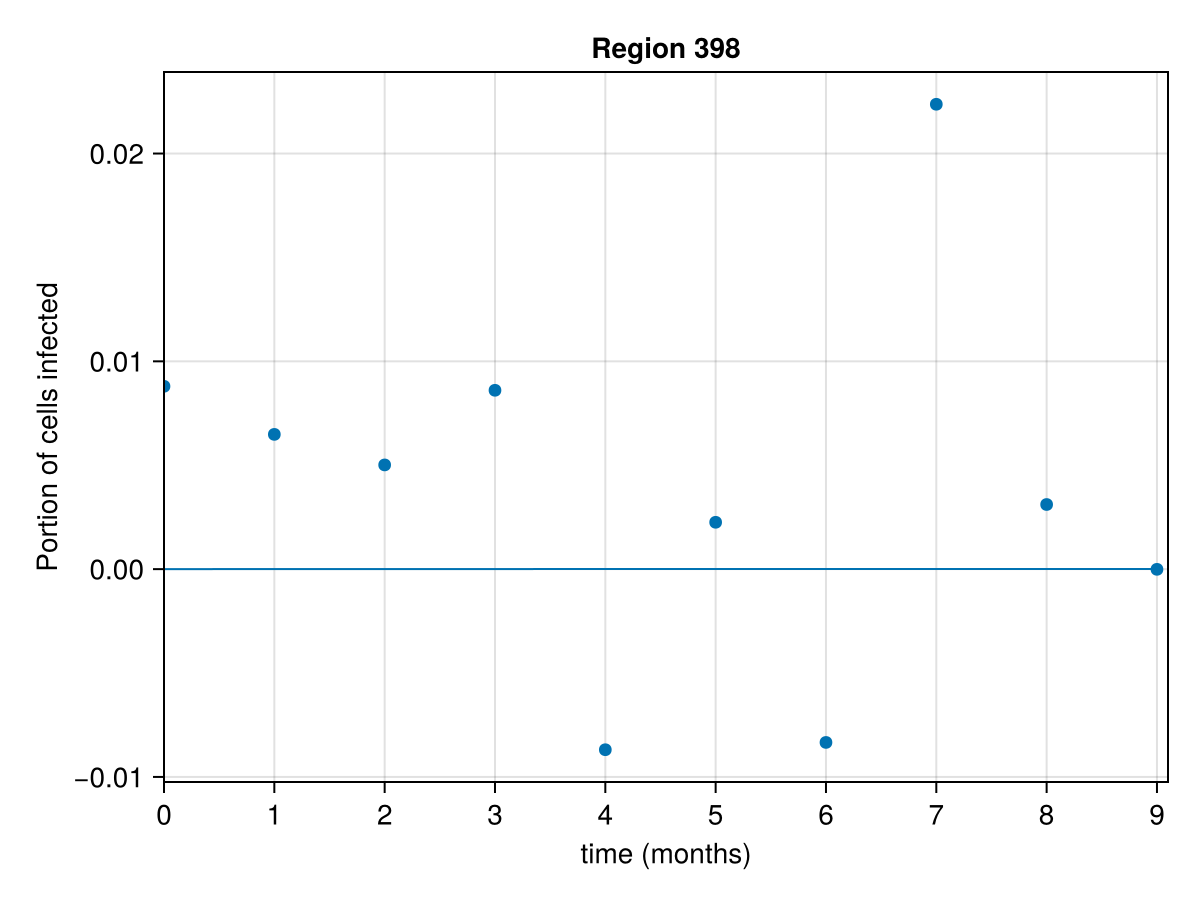 Region 398
Portion of cells infected
0.02
0.01
0.00
−0.01
0 1 2 3 4 5 6 7 8 9
time (months)